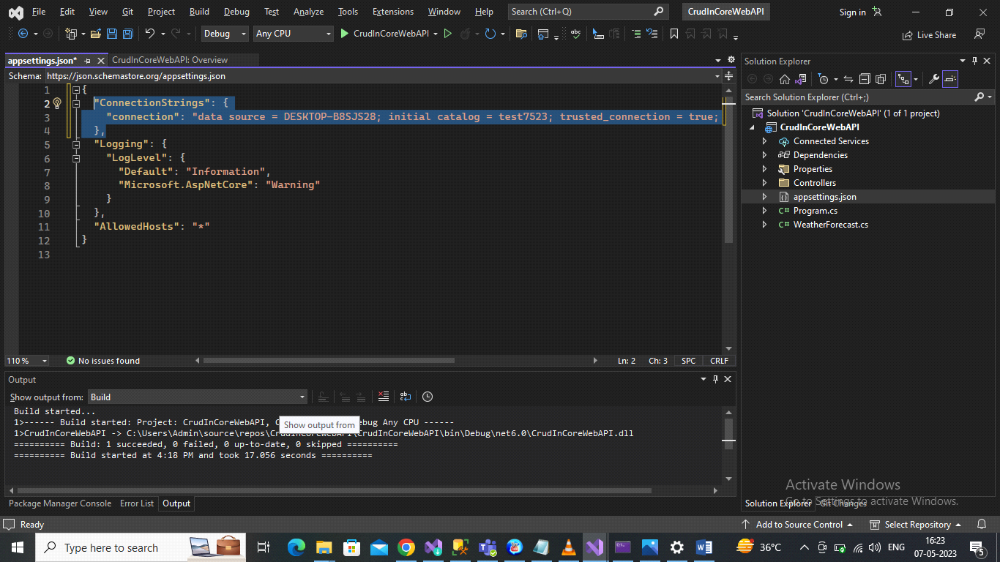 File Edit View Git Project Build Debug Test Analyze Tools Extensions Window Help Search (Ctrl+Q) CrudInCoreWebAPI Sign in
Debug Any CPU CrudInCoreWebAPI Live Share
appsettings.json* CrudInCoreWebAPI: Overview
Schema: https://json.schemastore.org/appsettings.json
1 {
2 "ConnectionStrings": {
3 "connection": "data source = DESKTOP-B8SJS28; initial catalog = test7523; trusted_connection = true;
4 },
5 "Logging": {
6 "LogLevel": {
7 "Default": "Information",
8 "Microsoft.AspNetCore": "Warning"
9 }
10 },
11 "AllowedHosts": "*"
12 }
13
110 % No issues found Ln: 2 Ch: 3 SPC CRLF
Output
Show output from: Build
Build started...
1>------ Build started: Project: CrudInCoreWebAPI, C ebug Any CPU ------
Show output from
1>CrudInCoreWebAPI -> C:\Users\Admin\source\repos\CrudInCoreWebAPI\CrudInCoreWebAPI\bin\Debug\net6.0\CrudInCoreWebAPI.dll
========== Build: 1 succeeded, 0 failed, 0 up-to-date, 0 skipped ==========
========== Build started at 4:18 PM and took 17.056 seconds ==========
Package Manager Console Error List Output
Solution Explorer
Search Solution Explorer (Ctrl+;)
Solution 'CrudInCoreWebAPI' (1 of 1 project)
CrudInCoreWebAPI
Connected Services
Dependencies
Properties
Controllers
appsettings.json
C# Program.cs
C# WeatherForecast.cs
Activate Windows
Go to Settings to activate Windows.
Solution Explorer Git Changes
Ready Add to Source Control Select Repository
Type here to search 36°C ENG 16:23
07-05-2023 5